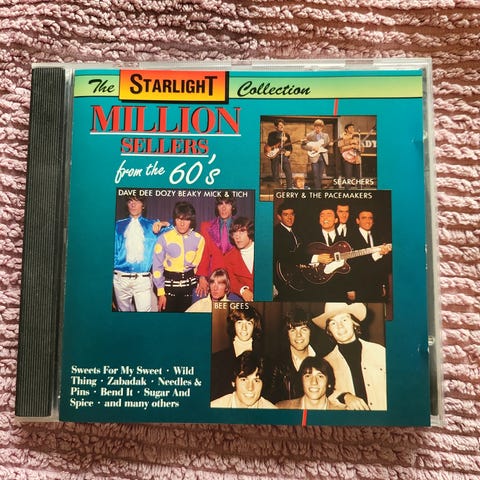 The STARLIGHT Collection
MILLION
SELLERS
from the 60's
SEARCHERS
DAVE DEE DOZY BEAKY MICK & TICH
GERRY & THE PACEMAKERS
BEE GEES
Sweets For My Sweet · Wild
Thing · Zabadak · Needles &
Pins · Bend It · Sugar And
Spice · and many others